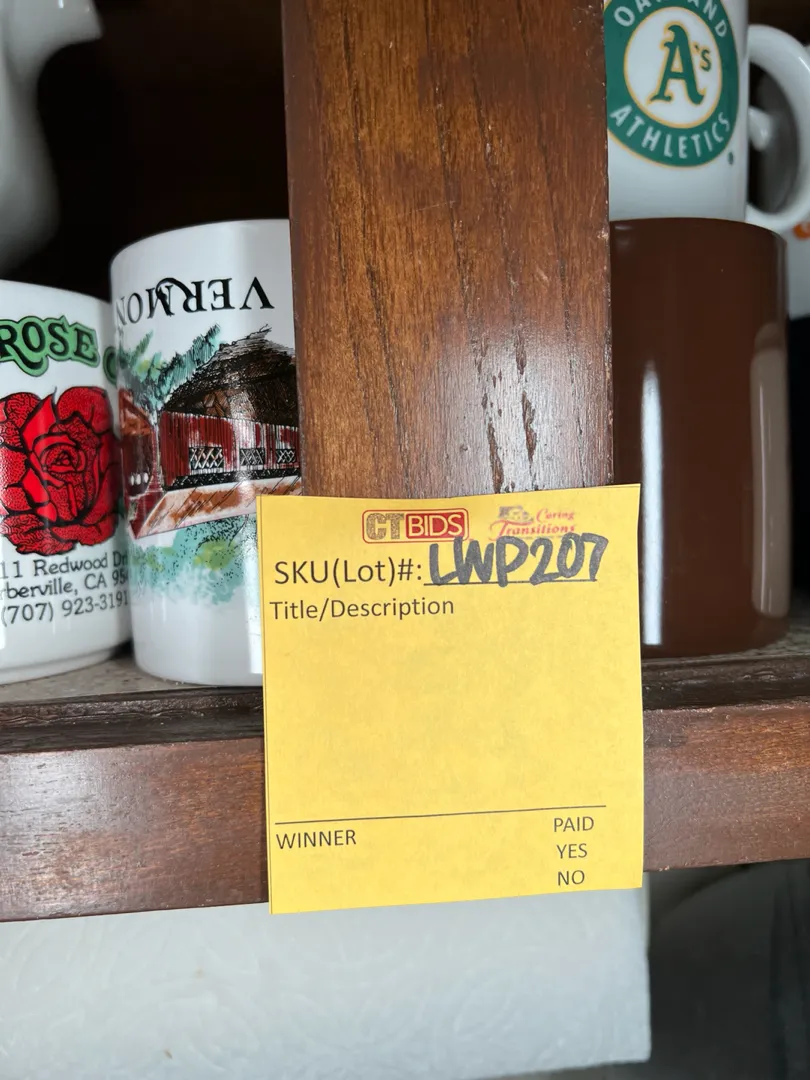 OAKLAND
A's
ATHLETICS
VERMON
ROSE
11 Redwood Dr
rberville, CA 954
(707) 923-3191
CTBIDS
Caring
Transitions
SKU(Lot)#: LWP207
Title/Description
WINNER
PAID
YES
NO